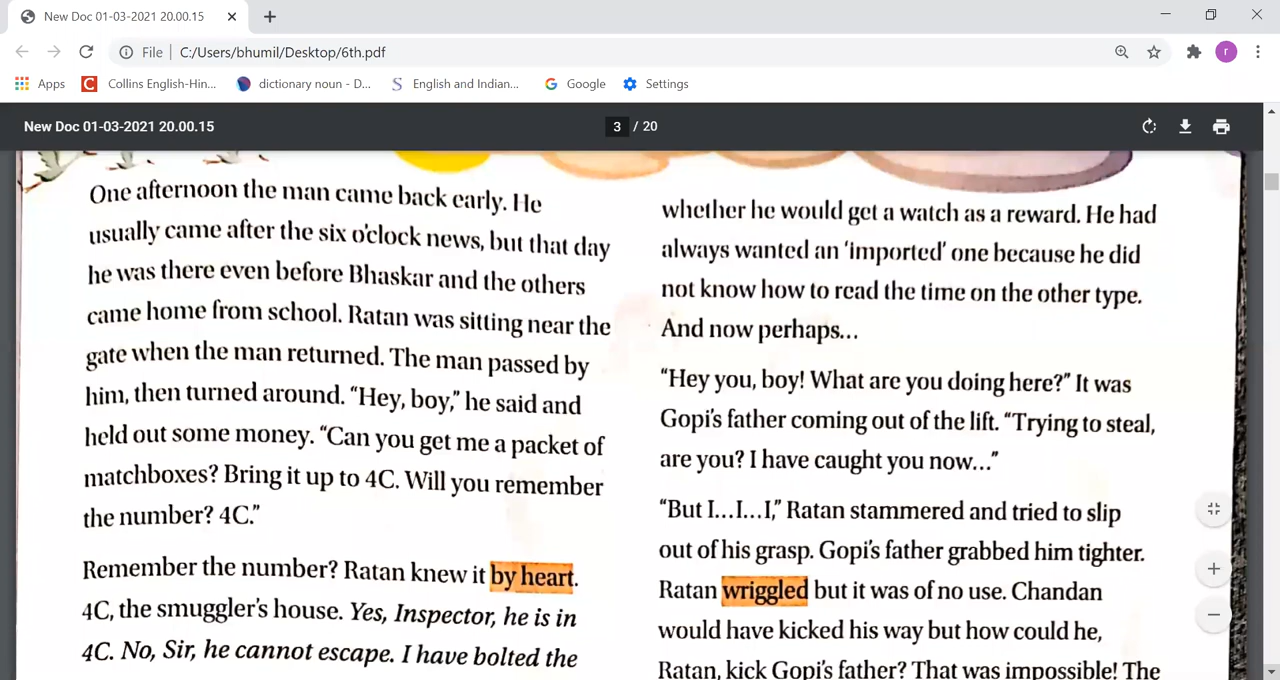 New Doc 01-03-2021 20.00.15
File | C:/Users/bhumil/Desktop/6th.pdf
r
Apps
Collins English-Hin...
dictionary noun - D...
English and Indian...
Google
Settings
New Doc 01-03-2021 20.00.15
3 / 20
One afternoon the man came back early. He
usually came after the six o'clock news, but that day
he was there even before Bhaskar and the others
came home from school. Ratan was sitting near the
gate when the man returned. The man passed by
him, then turned around. “Hey, boy,” he said and
held out some money. “Can you get me a packet of
matchboxes? Bring it up to 4C. Will you remember
the number? 4C.”
Remember the number? Ratan knew it by heart.
4C, the smuggler's house. Yes, Inspector, he is in
4C. No, Sir, he cannot escape. I have bolted the
whether he would get a watch as a reward. He had
always wanted an ‘imported’ one because he did
not know how to read the time on the other type.
And now perhaps...
“Hey you, boy! What are you doing here?” It was
Gopi's father coming out of the lift. “Trying to steal,
are you? I have caught you now...”
“But I...I...I,” Ratan stammered and tried to slip
out of his grasp. Gopi's father grabbed him tighter.
Ratan wriggled but it was of no use. Chandan
would have kicked his way but how could he,
Ratan, kick Gopi's father? That was impossible! The